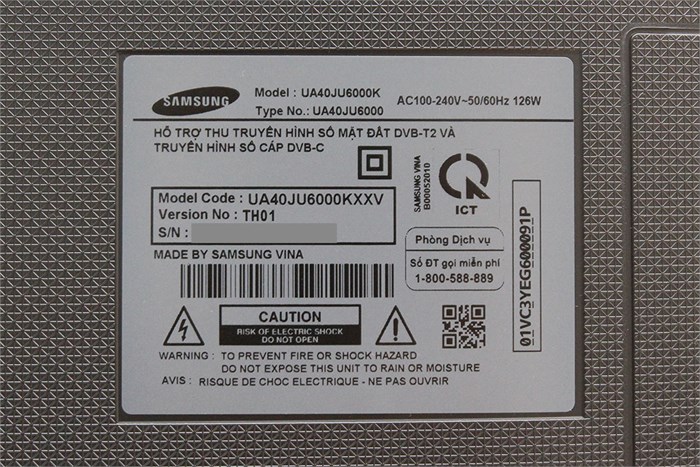 SAMSUNG
Model : UA40JU6000K
Type No.: UA40JU6000
AC100-240V~50/60Hz 126W
HỖ TRỢ THU TRUYỀN HÌNH SỐ MẶT ĐẤT DVB-T2 VÀ
TRUYỀN HÌNH SỐ CÁP DVB-C
SAMSUNG VINA
B00052010
ICT
Model Code : UA40JU6000KXXV
Version No : TH01
S/N :
MADE BY SAMSUNG VINA
Phòng Dịch vụ
Số ĐT gọi miễn phí
1-800-588-889
01VC3YEG600091P
CAUTION
RISK OF ELECTRIC SHOCK
DO NOT OPEN
WARNING : TO PREVENT FIRE OR SHOCK HAZARD
DO NOT EXPOSE THIS UNIT TO RAIN OR MOISTURE
AVIS : RISQUE DE CHOC ELECTRIQUE - NE PAS OUVRIR